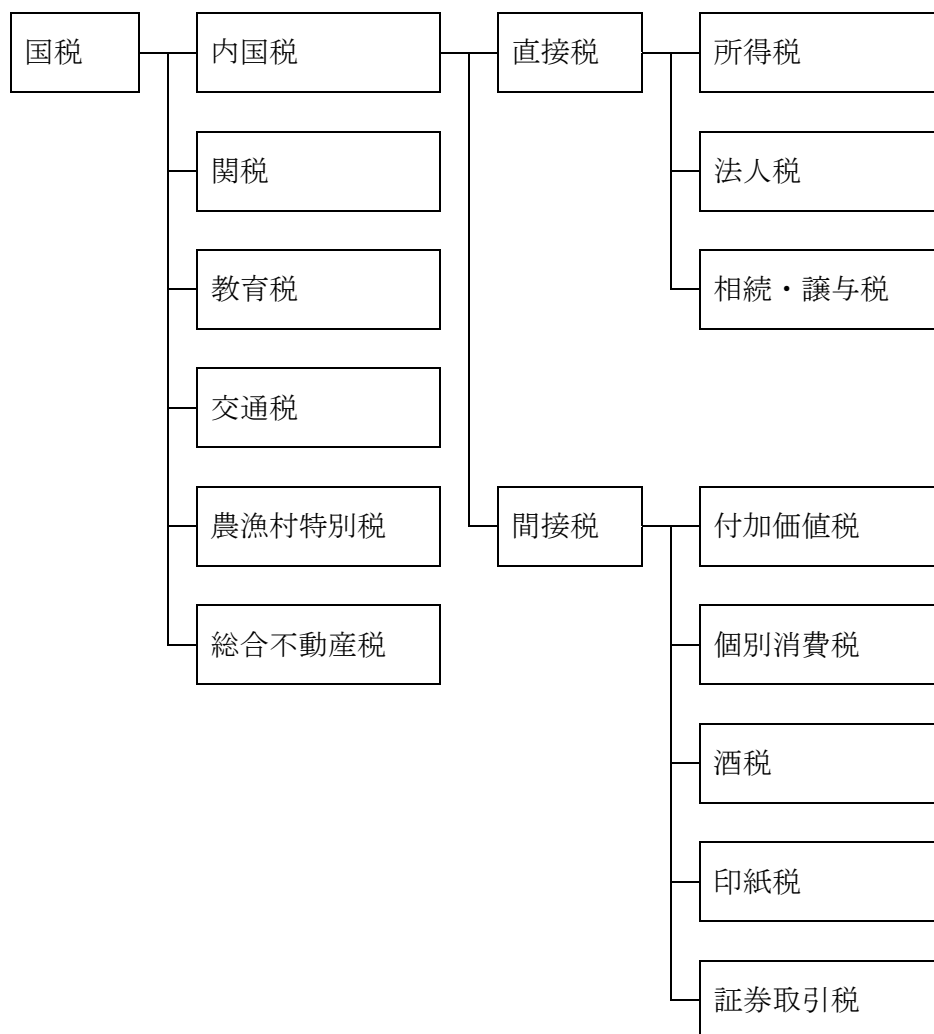 国税
内国税
直接税
所得税
関税
法人税
教育税
相続・譲与税
交通税
農漁村特別税
間接税
付加価値税
総合不動産税
個別消費税
酒税
印紙税
証券取引税